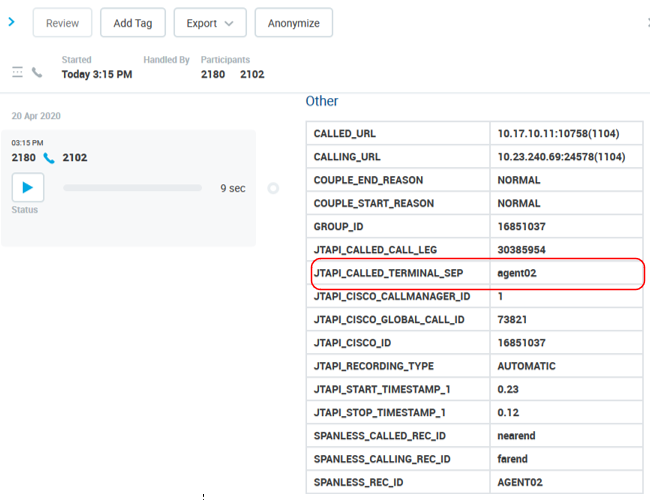 Review Add Tag Export Anonymize
Started Handled By Participants
Today 3:15 PM 2180 2102
20 Apr 2020
03:15 PM
2180 2102
9 sec
Status
Other
CALLED_URL 10.17.10.11:10758(1104)
CALLING_URL 10.23.240.69:24578(1104)
COUPLE_END_REASON NORMAL
COUPLE_START_REASON NORMAL
GROUP_ID 16851037
JTAPI_CALLED_CALL_LEG 30385954
JTAPI_CALLED_TERMINAL_SEP agent02
JTAPI_CISCO_CALLMANAGER_ID 1
JTAPI_CISCO_GLOBAL_CALL_ID 73821
JTAPI_CISCO_ID 16851037
JTAPI_RECORDING_TYPE AUTOMATIC
JTAPI_START_TIMESTAMP_1 0.23
JTAPI_STOP_TIMESTAMP_1 0.12
SPANLESS_CALLED_REC_ID nearend
SPANLESS_CALLING_REC_ID farend
SPANLESS_REC_ID AGENT02